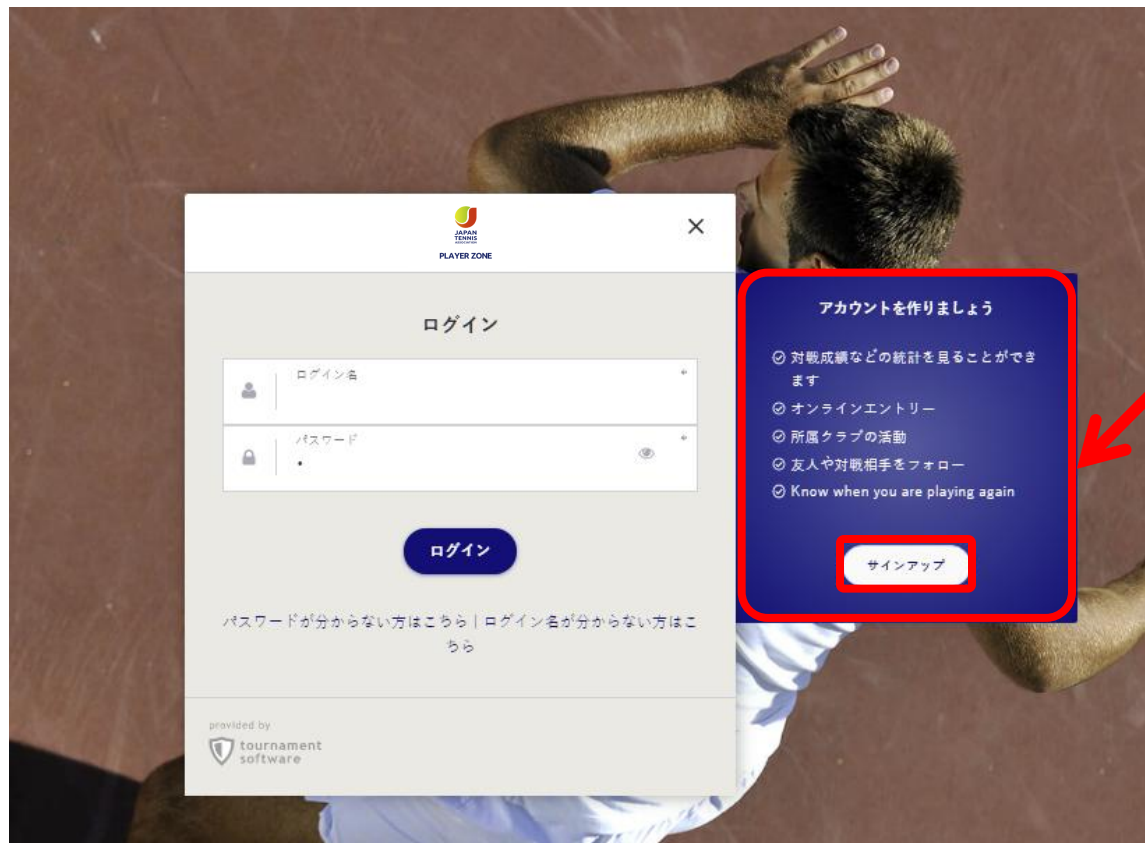 JAPAN
TENNIS
ASSOCIATION
PLAYER ZONE
ログイン
ログイン名
パスワード
ログイン
パスワードが分からない方はこちら | ログイン名が分からない方はこ
ちら
provided by
tournament
software
アカウントを作りましょう
対戦成績などの統計を見ることができ
ます
オンラインエントリー
所属クラブの活動
友人や対戦相手をフォロー
Know when you are playing again
サインアップ